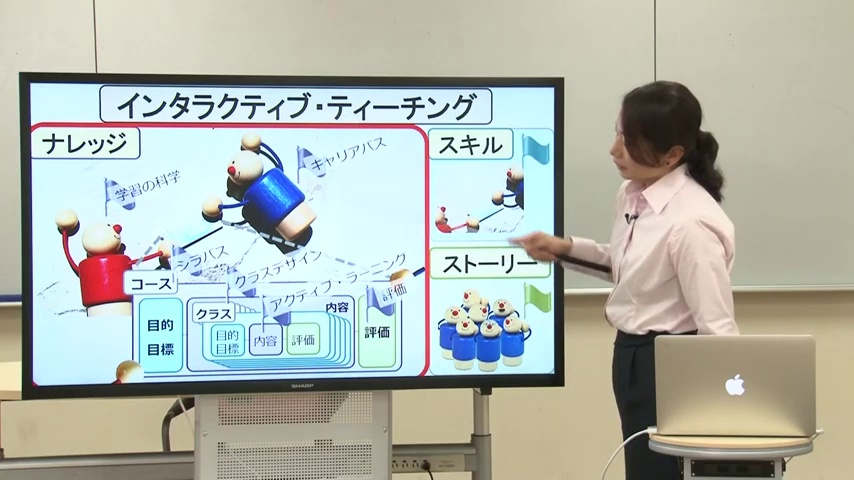 インタラクティブ・ティーチング
ナレッジ
学習の科学
キャリアパス
シラバス
クラスデザイン
アクティブ・ラーニング
評価
コース
目的
目標
クラス
内容
目的
目標
内容
評価
評価
スキル
ストーリー
SHARP